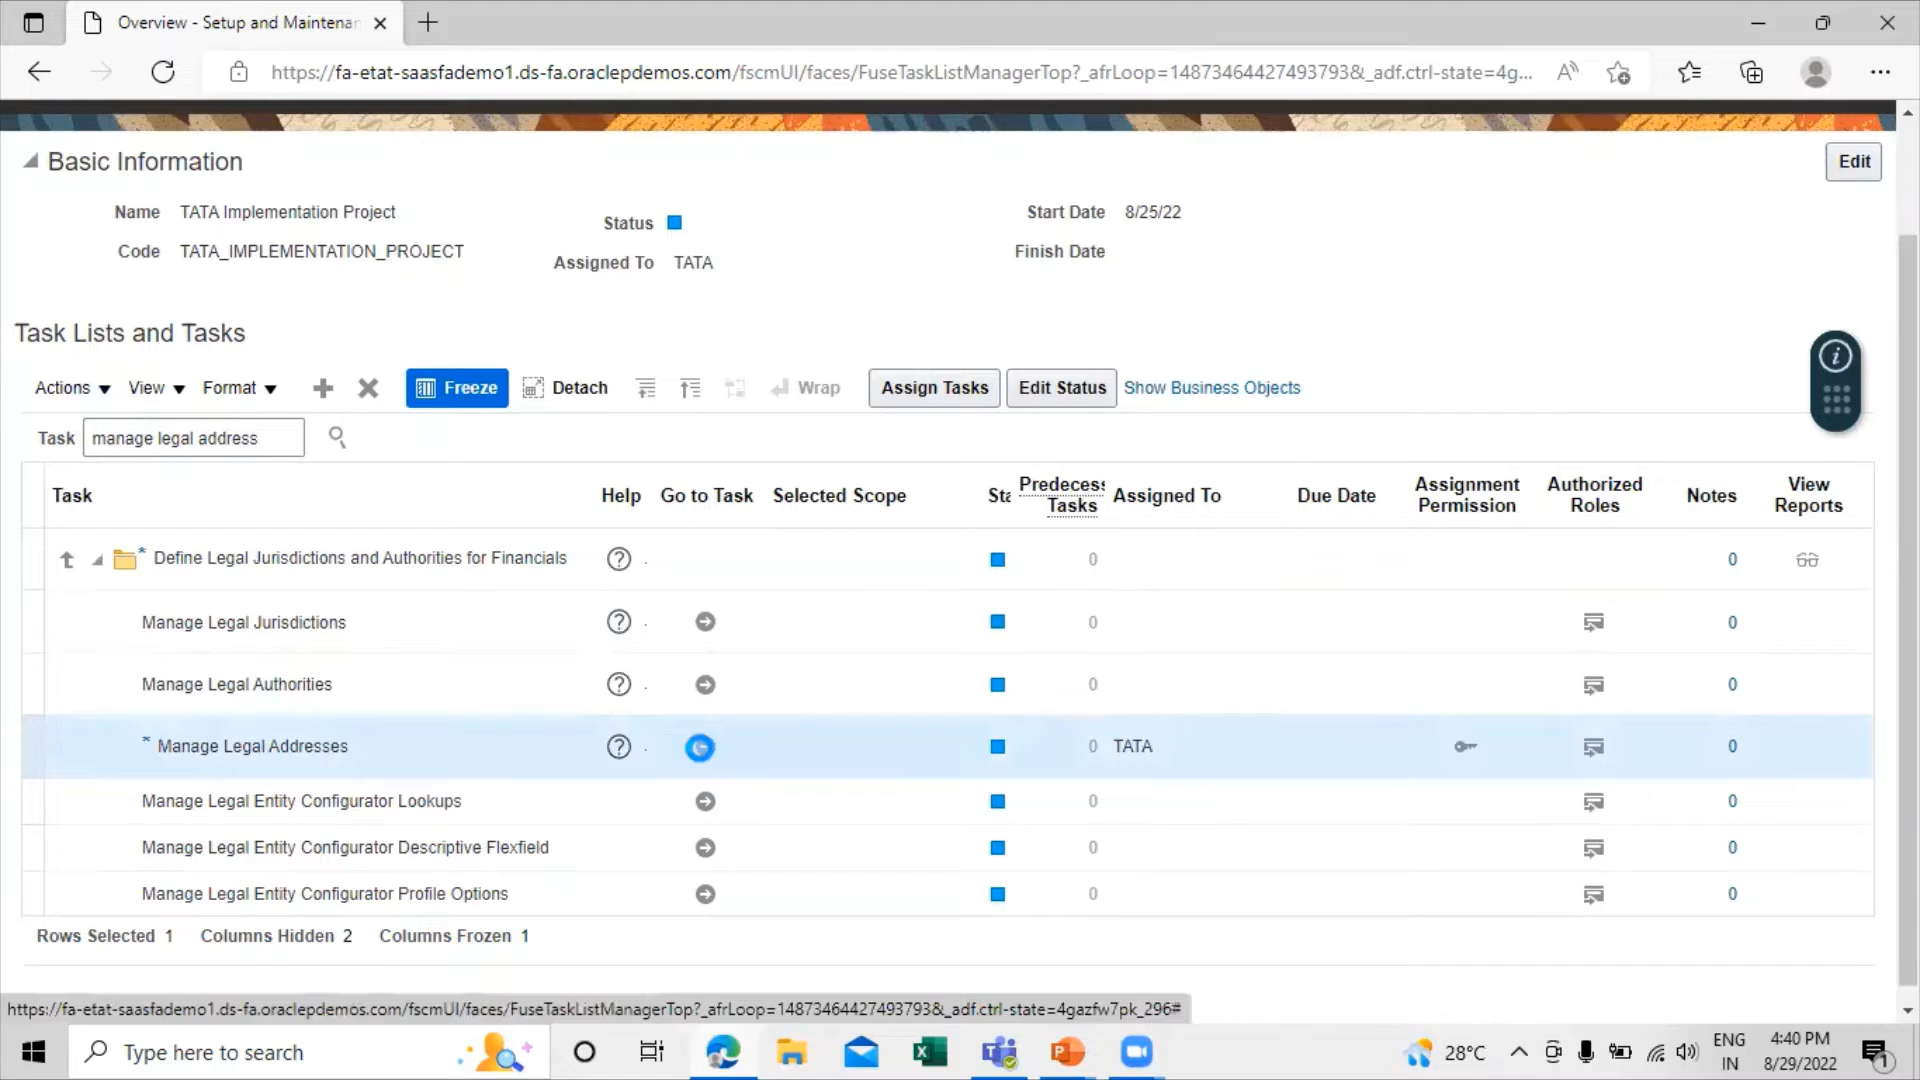 Overview - Setup and Maintenan
https://fa-etat-saasfademo1.ds-fa.oraclepdemos.com/fscmUI/faces/FuseTaskListManagerTop?_afrLoop=14873464427493793&_adf.ctrl-state=4g...
Basic Information
Edit
Name TATA Implementation Project
Status
Start Date 8/25/22
Code TATA_IMPLEMENTATION_PROJECT
Assigned To TATA
Finish Date
Task Lists and Tasks
Actions View Format Freeze Detach Wrap Assign Tasks Edit Status Show Business Objects
Task manage legal address
Task Help Go to Task Selected Scope Sta Predecess Tasks Assigned To Due Date Assignment Permission Authorized Roles Notes View Reports
* Define Legal Jurisdictions and Authorities for Financials 0 0
Manage Legal Jurisdictions 0 0
Manage Legal Authorities 0 0
* Manage Legal Addresses 0 TATA 0
Manage Legal Entity Configurator Lookups 0 0
Manage Legal Entity Configurator Descriptive Flexfield 0 0
Manage Legal Entity Configurator Profile Options 0 0
Rows Selected 1 Columns Hidden 2 Columns Frozen 1
https://fa-etat-saasfademo1.ds-fa.oraclepdemos.com/fscmUI/faces/FuseTaskListManagerTop?_afrLoop=14873464427493793&_adf.ctrl-state=4gazfw7pk_296#
Type here to search
28°C
ENG
IN
4:40 PM
8/29/2022
1